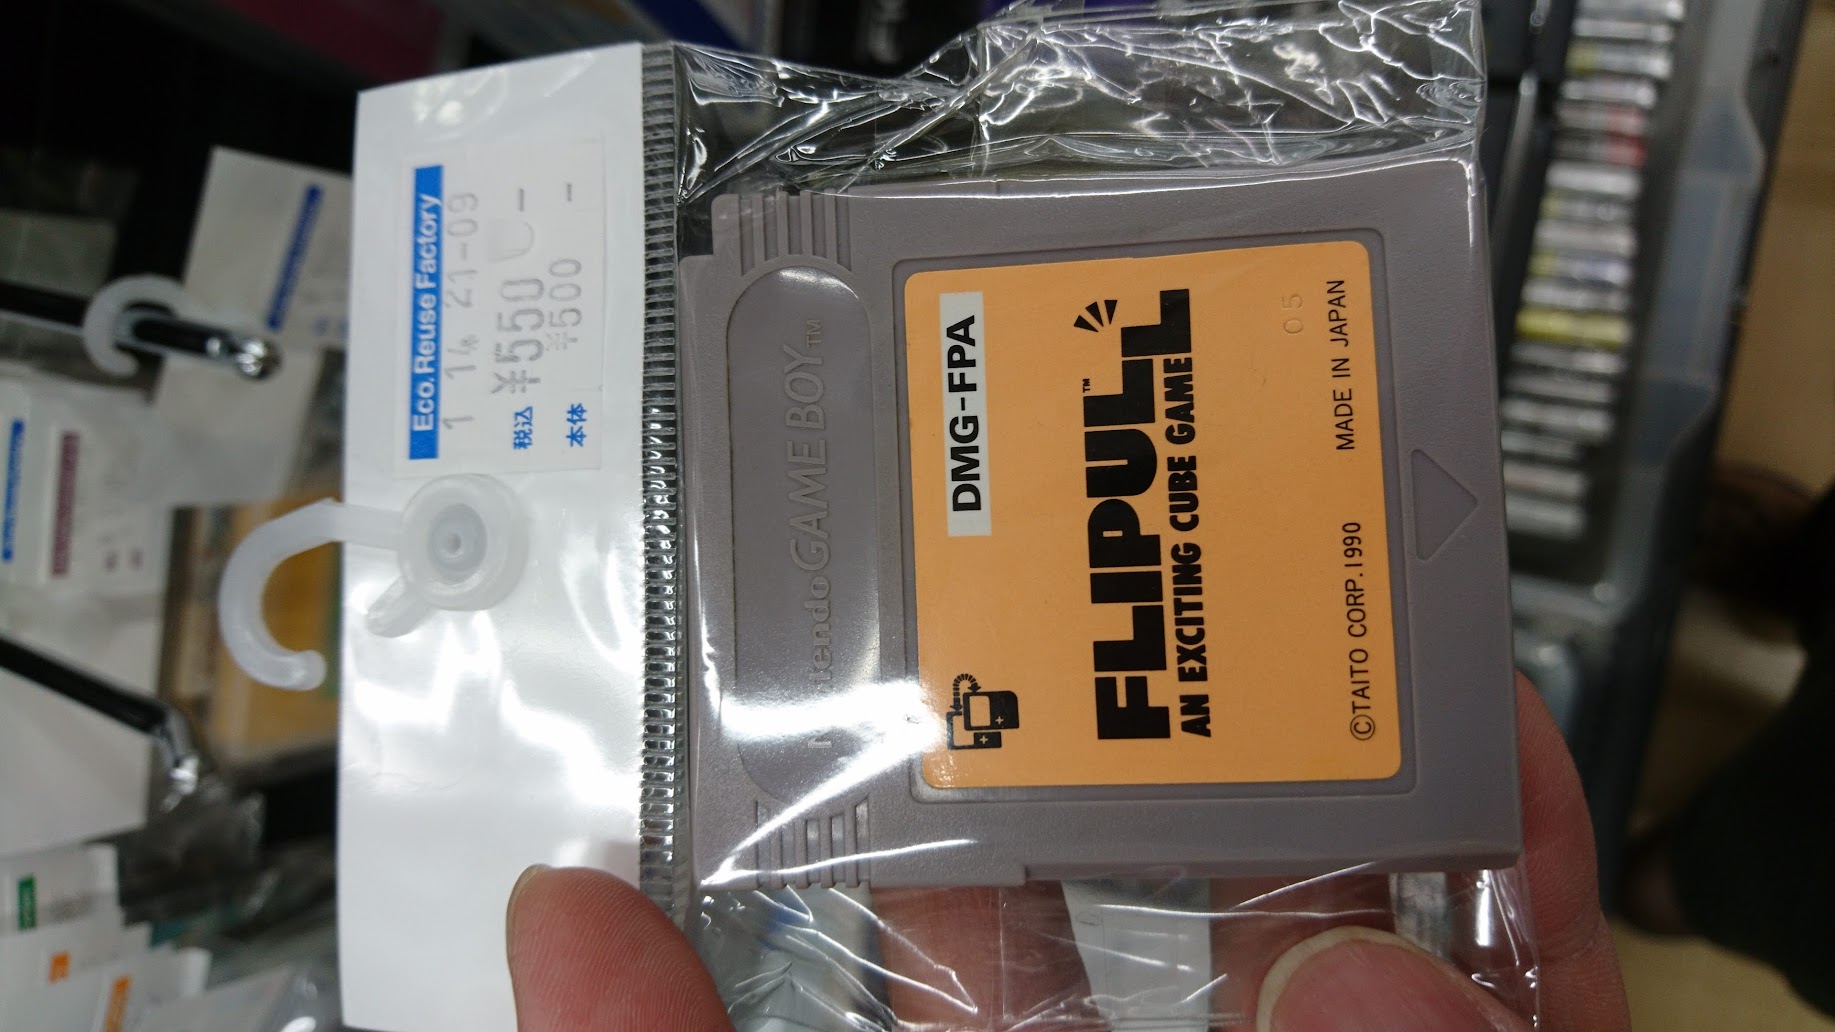 Eco.Reuse Factory
1 14 21-09
税込 ¥550-
本体 ¥500-
Nintendo GAME BOY™
DMG-FPA
FLIPULL™
AN EXCITING CUBE GAME
05
©TAITO CORP.1990 MADE IN JAPAN